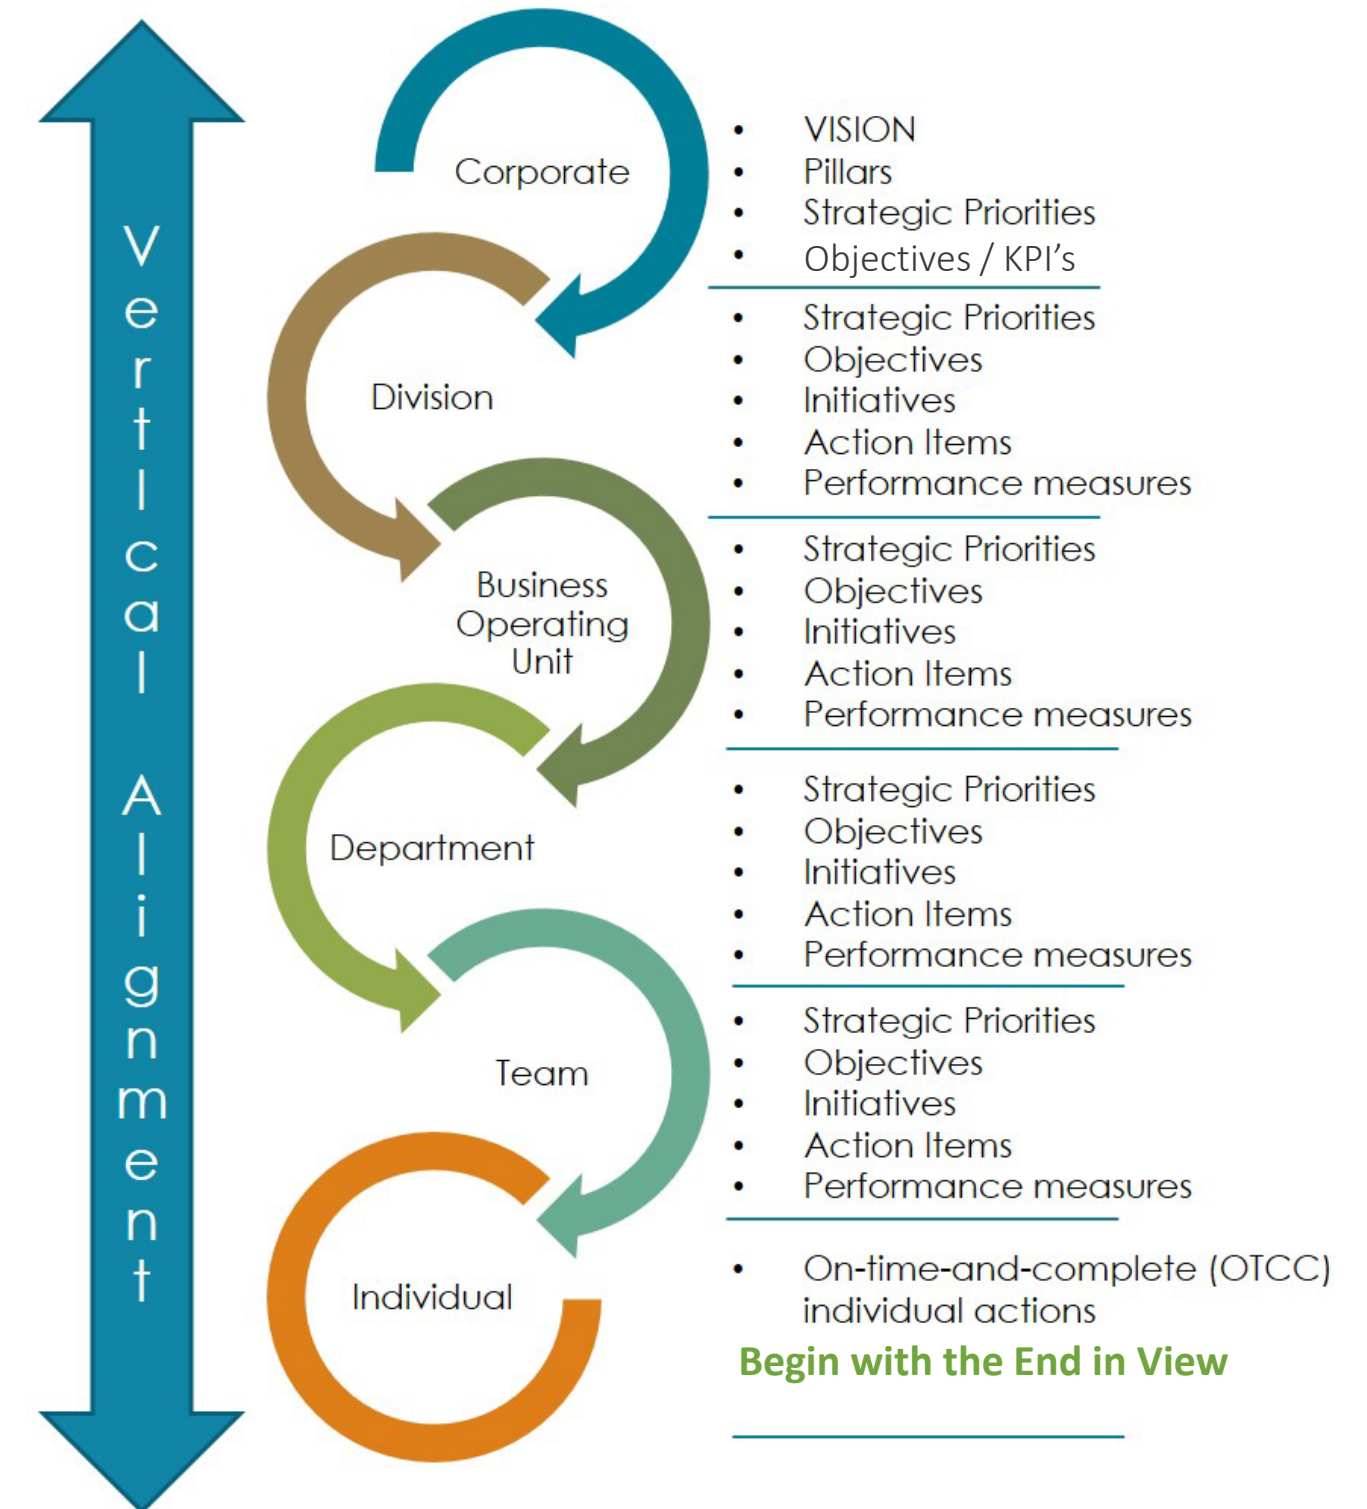 Vertical Alignment
Corporate
• VISION
• Pillars
• Strategic Priorities
• Objectives / KPI's
Division
• Strategic Priorities
• Objectives
• Initiatives
• Action Items
• Performance measures
Business
Operating
Unit
• Strategic Priorities
• Objectives
• Initiatives
• Action Items
• Performance measures
Department
• Strategic Priorities
• Objectives
• Initiatives
• Action Items
• Performance measures
Team
• Strategic Priorities
• Objectives
• Initiatives
• Action Items
• Performance measures
Individual
• On-time-and-complete (OTCC)
individual actions
Begin with the End in View